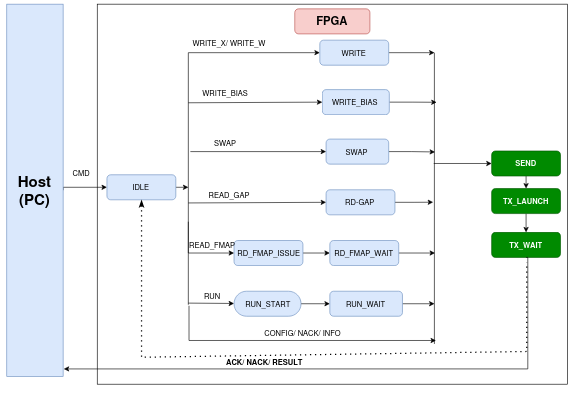 FPGA
WRITE_X/ WRITE_W
WRITE
WRITE_BIAS
WRITE_BIAS
SWAP
SWAP
SEND
CMD
Host
(PC)
IDLE
READ_GAP
RD-GAP
TX_LAUNCH
READ_FMAP
RD_FMAP_ISSUE
RD_FMAP_WAIT
TX_WAIT
RUN
RUN_START
RUN_WAIT
CONFIG/ NACK/ INFO
ACK/ NACK/ RESULT